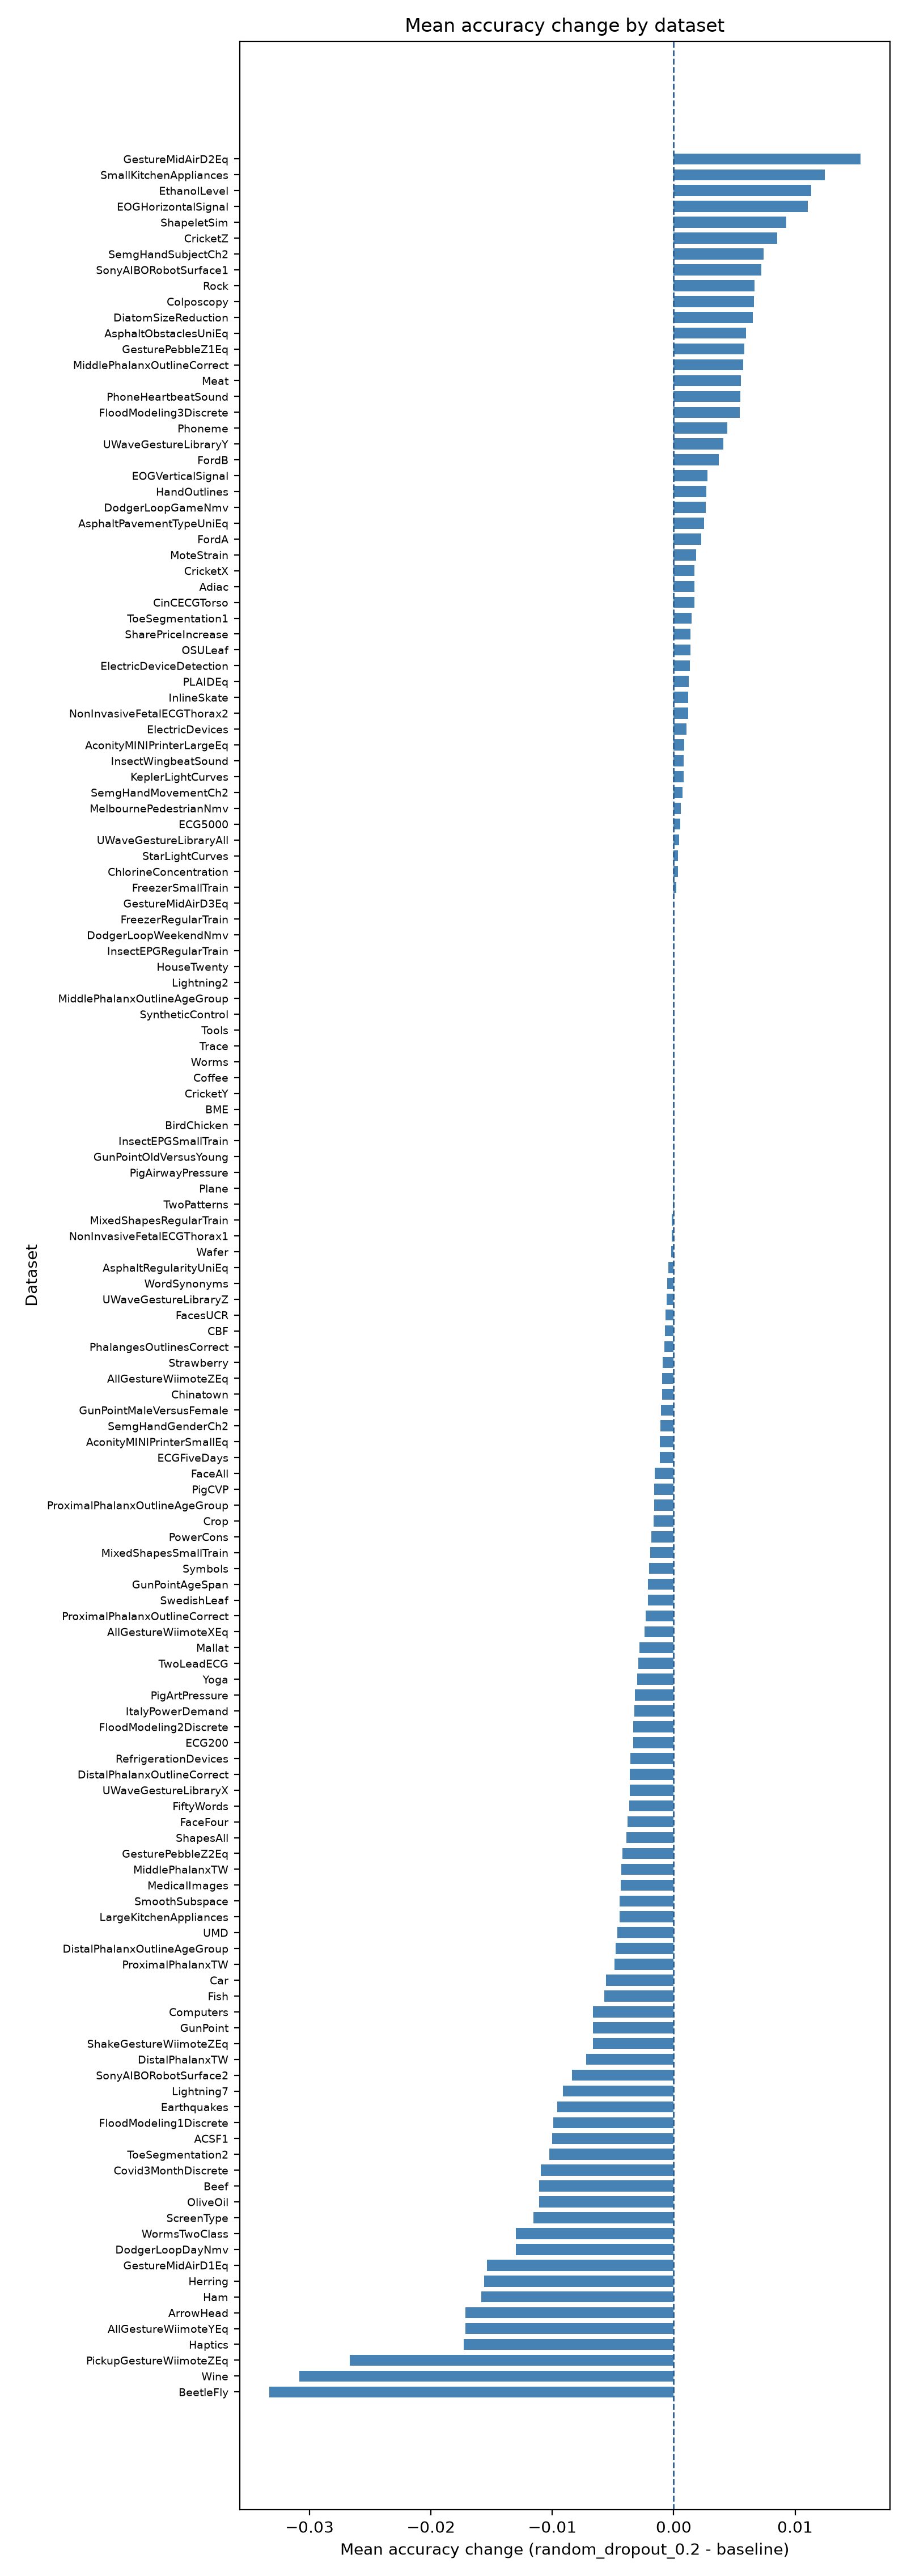 Mean accuracy change by dataset
GestureMidAirD2Eq
SmallKitchenAppliances
EthanolLevel
EOGHorizontalSignal
ShapeletSim
CricketZ
SemgHandSubjectCh2
SonyAIBORobotSurface1
Rock
Colposcopy
DiatomSizeReduction
AsphaltObstaclesUniEq
GesturePebbleZ1Eq
MiddlePhalanxOutlineCorrect
Meat
PhoneHeartbeatSound
FloodModeling3Discrete
Phoneme
UWaveGestureLibraryY
FordB
EOGVerticalSignal
HandOutlines
DodgerLoopGameNmv
AsphaltPavementTypeUniEq
FordA
MoteStrain
CricketX
Adiac
CinCECGTorso
ToeSegmentation1
SharePriceIncrease
OSULeaf
ElectricDeviceDetection
PLAIDEq
InlineSkate
NonInvasiveFetalECGThorax2
ElectricDevices
AconityMINIPrinterLargeEq
InsectWingbeatSound
KeplerLightCurves
SemgHandMovementCh2
MelbournePedestrianNmv
ECG5000
UWaveGestureLibraryAll
StarLightCurves
ChlorineConcentration
FreezerSmallTrain
GestureMidAirD3Eq
FreezerRegularTrain
DodgerLoopWeekendNmv
InsectEPGRegularTrain
HouseTwenty
Lightning2
MiddlePhalanxOutlineAgeGroup
SyntheticControl
Tools
Trace
Worms
Coffee
CricketY
BME
BirdChicken
InsectEPGSmallTrain
GunPointOldVersusYoung
PigAirwayPressure
Plane
TwoPatterns
MixedShapesRegularTrain
NonInvasiveFetalECGThorax1
Wafer
AsphaltRegularityUniEq
WordSynonyms
UWaveGestureLibraryZ
FacesUCR
CBF
PhalangesOutlinesCorrect
Strawberry
AllGestureWiimoteZEq
Chinatown
GunPointMaleVersusFemale
SemgHandGenderCh2
AconityMINIPrinterSmallEq
ECGFiveDays
FaceAll
PigCVP
ProximalPhalanxOutlineAgeGroup
Crop
PowerCons
MixedShapesSmallTrain
Symbols
GunPointAgeSpan
SwedishLeaf
ProximalPhalanxOutlineCorrect
AllGestureWiimoteXEq
Mallat
TwoLeadECG
Yoga
PigArtPressure
ItalyPowerDemand
FloodModeling2Discrete
ECG200
RefrigerationDevices
DistalPhalanxOutlineCorrect
UWaveGestureLibraryX
FiftyWords
FaceFour
ShapesAll
GesturePebbleZ2Eq
MiddlePhalanxTW
MedicalImages
SmoothSubspace
LargeKitchenAppliances
UMD
DistalPhalanxOutlineAgeGroup
ProximalPhalanxTW
Car
Fish
Computers
GunPoint
ShakeGestureWiimoteZEq
DistalPhalanxTW
SonyAIBORobotSurface2
Lightning7
Earthquakes
FloodModeling1Discrete
ACSF1
ToeSegmentation2
Covid3MonthDiscrete
Beef
OliveOil
ScreenType
WormsTwoClass
DodgerLoopDayNmv
GestureMidAirD1Eq
Herring
Ham
ArrowHead
AllGestureWiimoteYEq
Haptics
PickupGestureWiimoteZEq
Wine
BeetleFly
Dataset
−0.03 −0.02 −0.01 0.00 0.01
Mean accuracy change (random_dropout_0.2 - baseline)